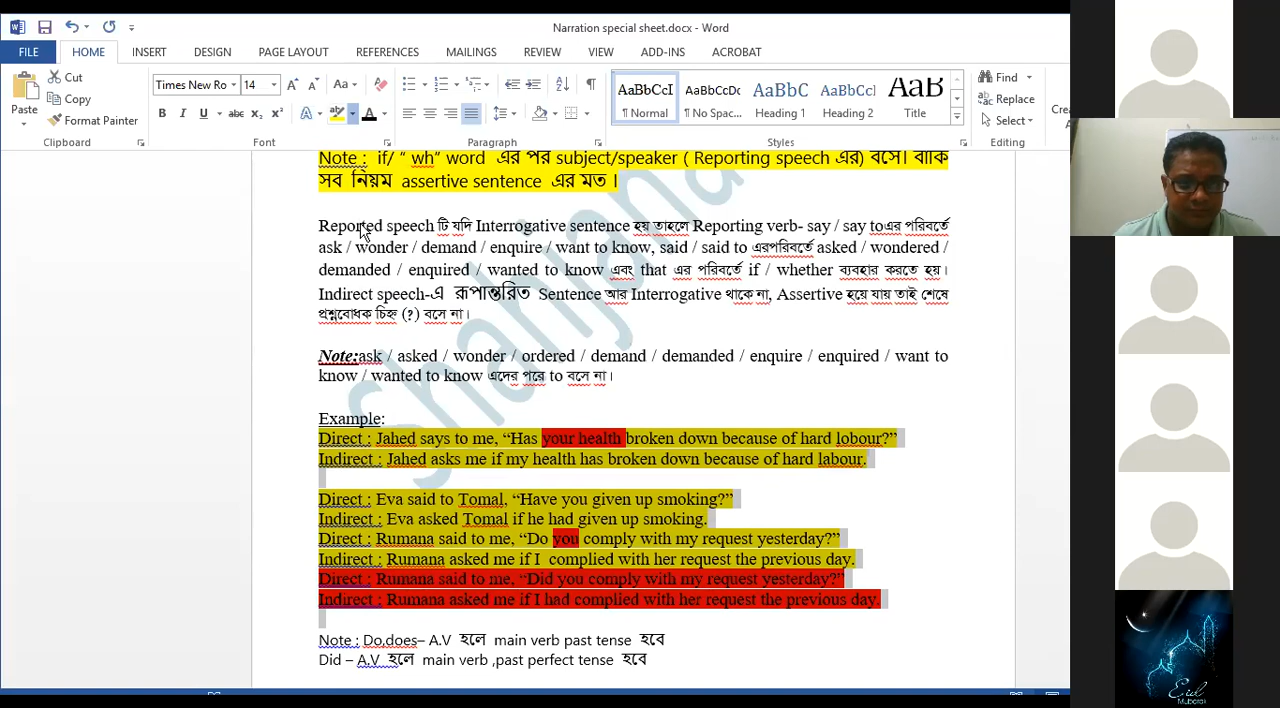 Narration special sheet.docx - Word
FILE HOME INSERT DESIGN PAGE LAYOUT REFERENCES MAILINGS REVIEW VIEW ADD-INS ACROBAT
Paste
Cut
Copy
Format Painter
Clipboard
Times New Ro 14
Font
Paragraph
AaBbCcI AaBbCcDc AaBbC AaBbCcl AaB
¶ Normal ¶ No Spac... Heading 1 Heading 2 Title
Styles
Find
Replace
Select
Editing
Note : if/ “ wh” word এর পর subject/speaker ( Reporting speech এর) বসে। বাকি
সব নিয়ম assertive sentence এর মত ।
Reported speech টি যদি Interrogative sentence হয় তাহলে Reporting verb- say / say toএর পরিবর্তে
ask / wonder / demand / enquire / want to know, said / said to এরপরিবর্তে asked / wondered /
demanded / enquired / wanted to know এবং that এর পরিবর্তে if / whether ব্যবহার করতে হয়।
Indirect speech-এ রূপান্তরিত Sentence আর Interrogative থাকে না, Assertive হয়ে যায় তাই শেষে
প্রশ্নবোধক চিহ্ন (?) বসে না।
Note:ask / asked / wonder / ordered / demand / demanded / enquire / enquired / want to
know / wanted to know এদের পরে to বসে না।
Example:
Direct : Jahed says to me, “Has your health broken down because of hard lobour?”
Indirect : Jahed asks me if my health has broken down because of hard labour.
Direct : Eva said to Tomal, “Have you given up smoking?”
Indirect : Eva asked Tomal if he had given up smoking.
Direct : Rumana said to me, “Do you comply with my request yesterday?”
Indirect : Rumana asked me if I complied with her request the previous day.
Direct : Rumana said to me, “Did you comply with my request yesterday?”
Indirect : Rumana asked me if I had complied with her request the previous day.
Note : Do,does– A.V হলে main verb past tense হবে
Did – A.V হলে main verb ,past perfect tense হবে
Shahjahan
Eid
Mubarak